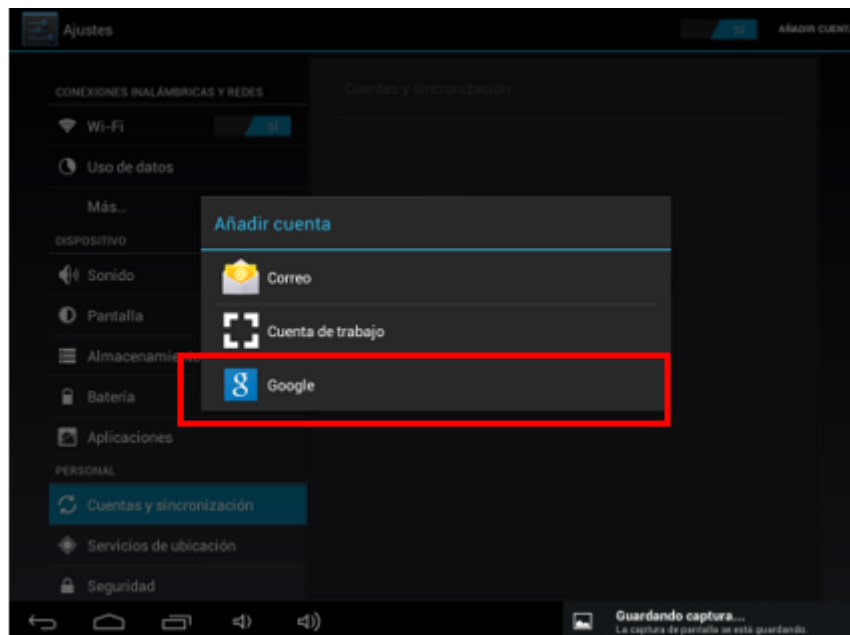 Ajustes
SÍ
AÑADIR CUENT
CONEXIONES INALÁMBRICAS Y REDES
Cuentas y sincronización
Wi-Fi
SÍ
Uso de datos
Más...
Añadir cuenta
DISPOSITIVO
Correo
Sonido
Pantalla
Cuenta de trabajo
Almacenamiento
Google
Batería
Aplicaciones
PERSONAL
Cuentas y sincronización
Servicios de ubicación
Seguridad
Guardando captura...
La captura de pantalla se está guardando.